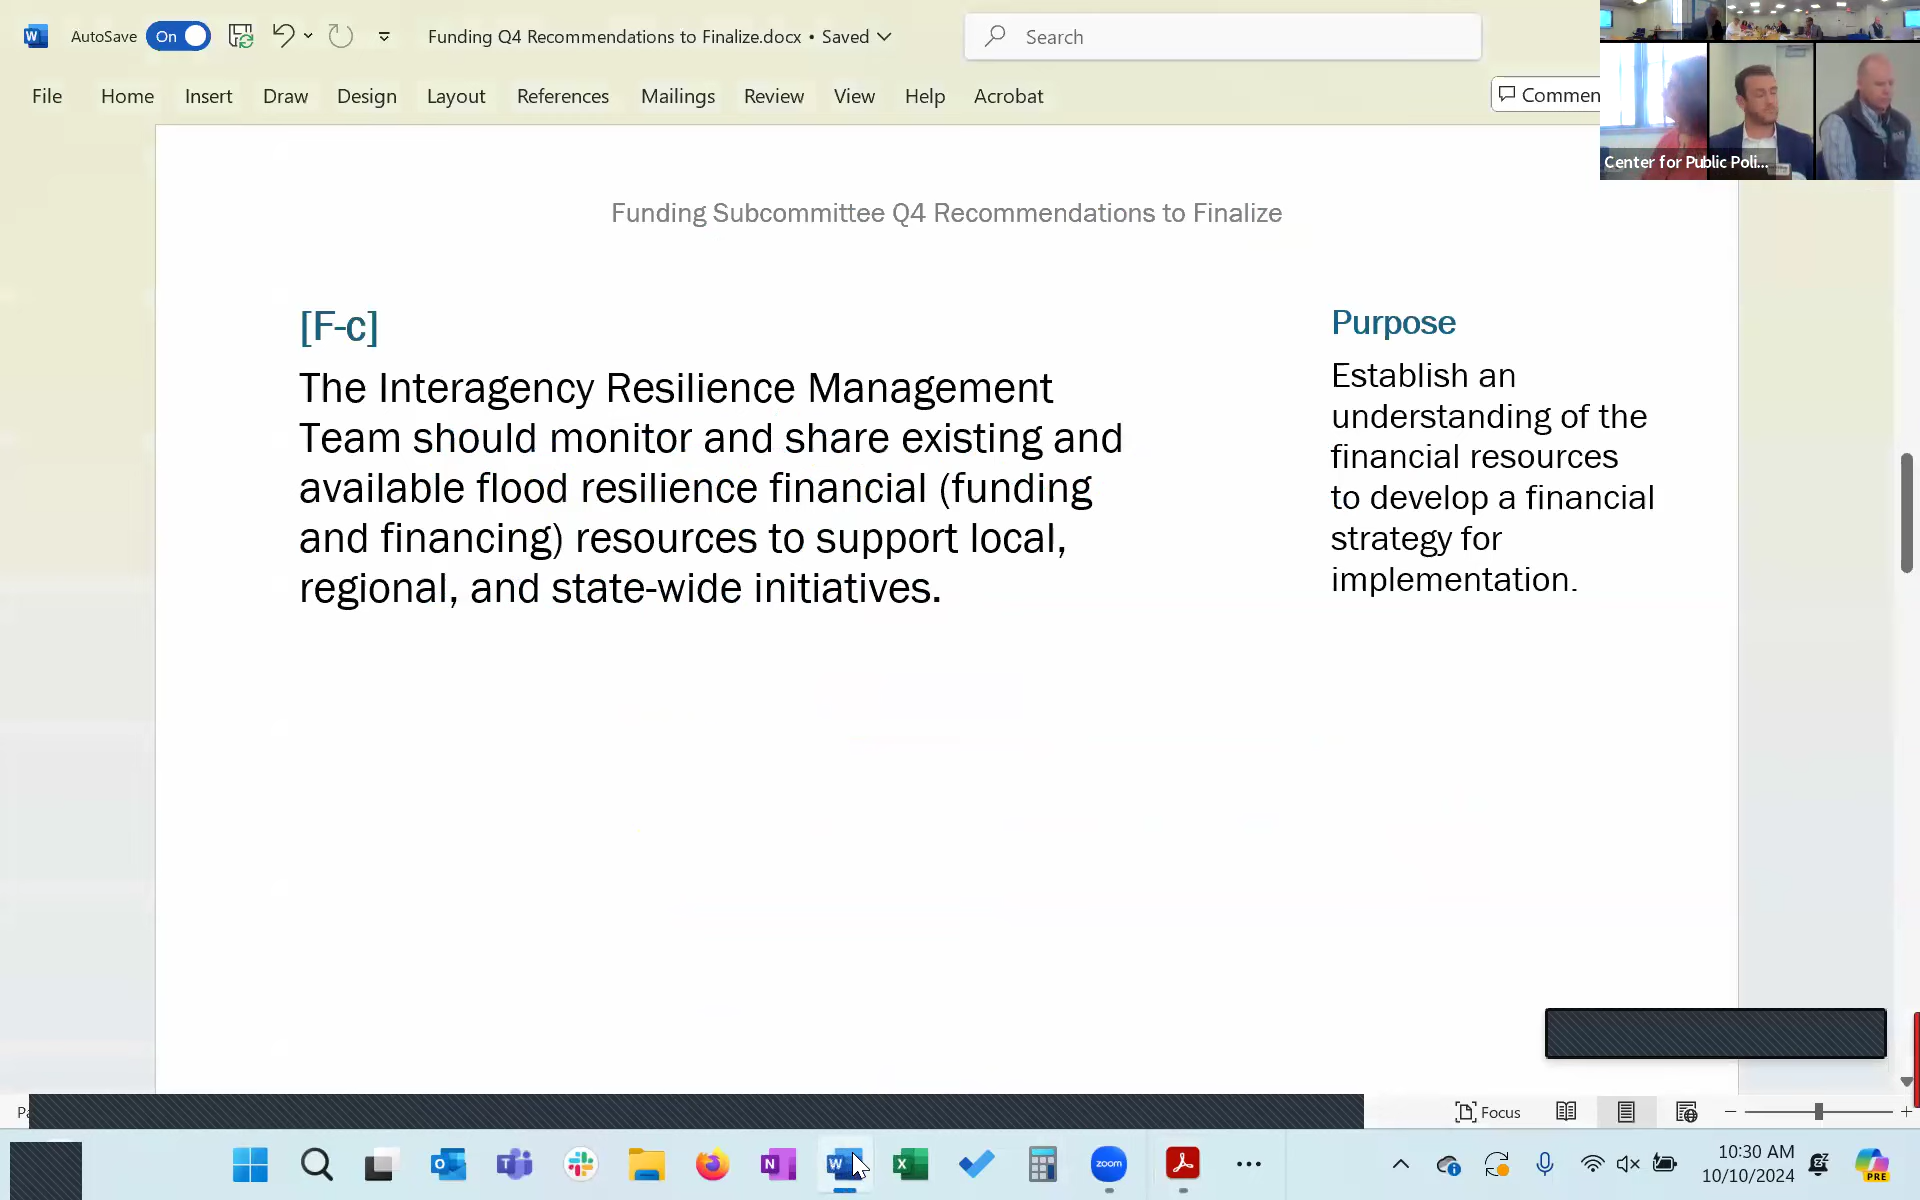 AutoSave On Funding Q4 Recommendations to Finalize.docx • Saved Search
File Home Insert Draw Design Layout References Mailings Review View Help Acrobat Commen
Center for Public Poli...
Funding Subcommittee Q4 Recommendations to Finalize
[F-c]
The Interagency Resilience Management
Team should monitor and share existing and
available flood resilience financial (funding
and financing) resources to support local,
regional, and state-wide initiatives.
Purpose
Establish an
understanding of the
financial resources
to develop a financial
strategy for
implementation.
Focus
zoom
10:30 AM
10/10/2024
PRE